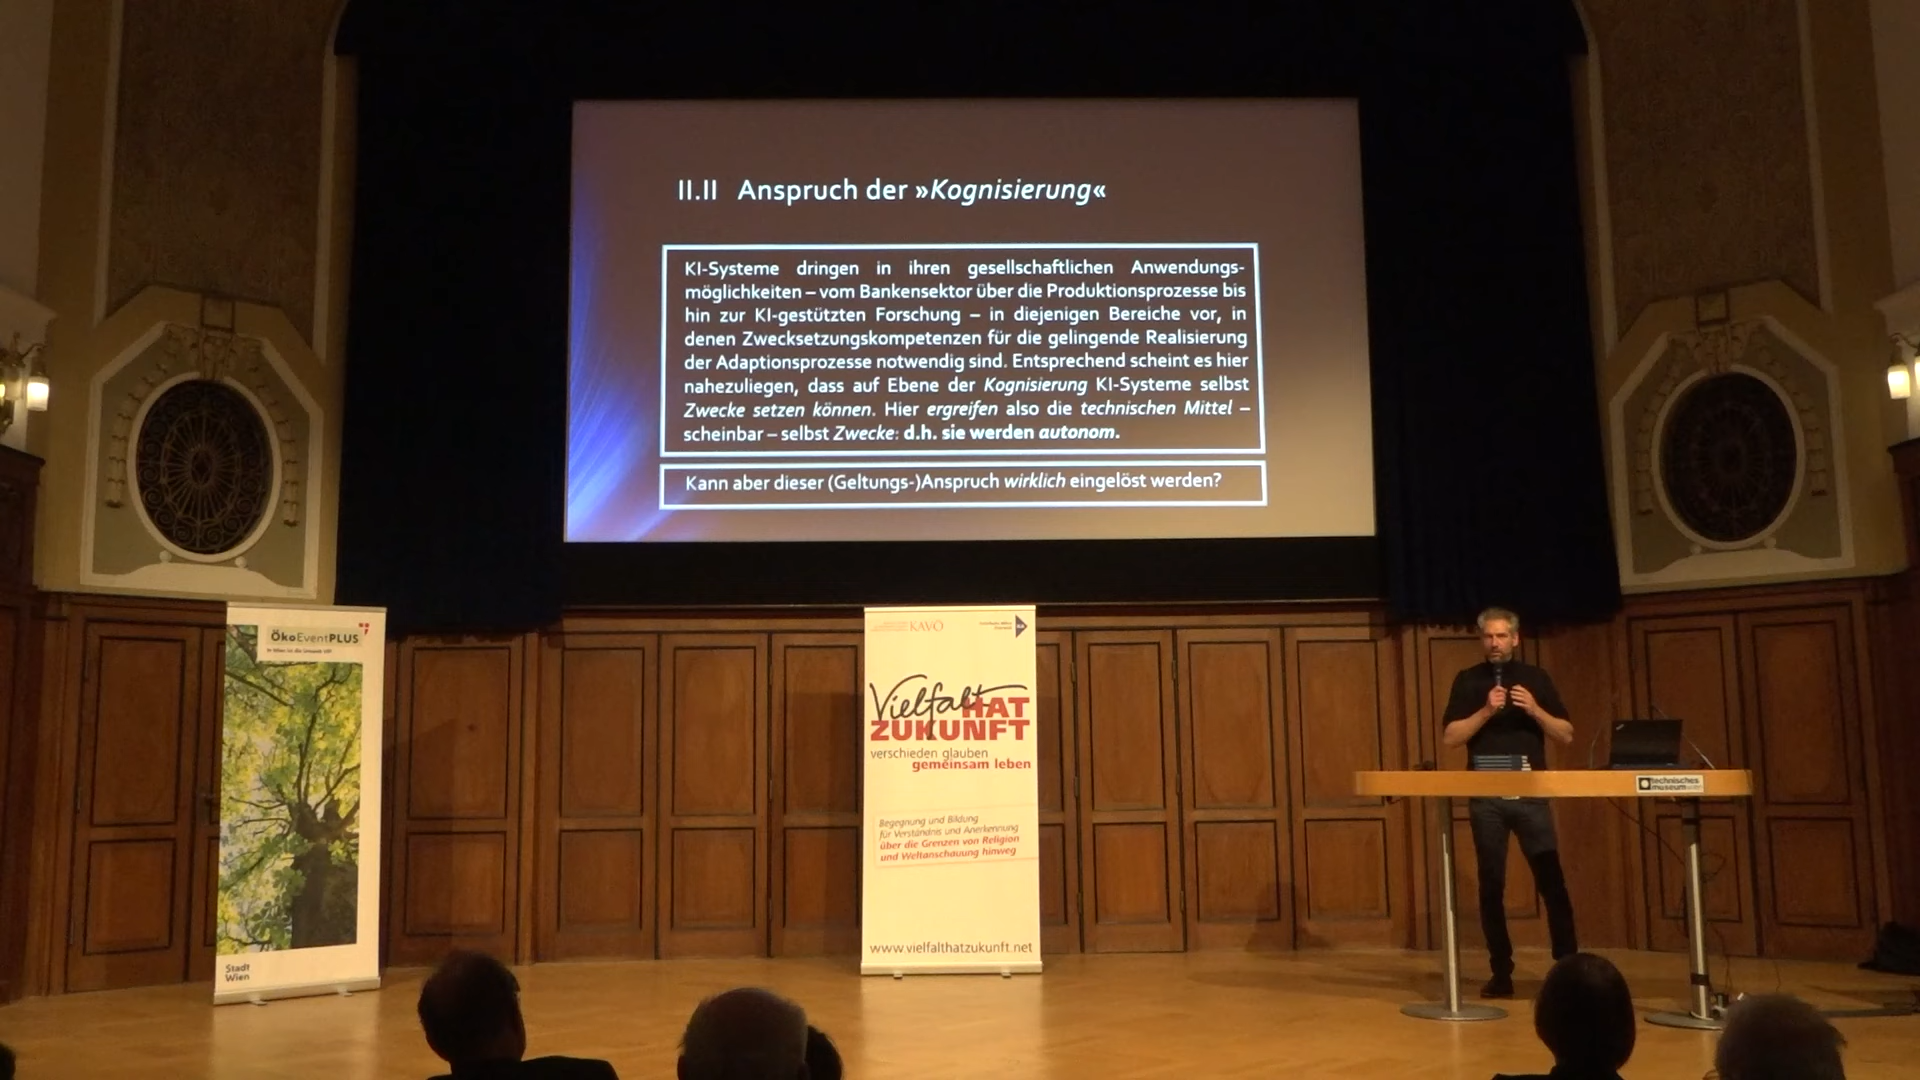 II.II Anspruch der »Kognisierung«
KI-Systeme dringen in ihren gesellschaftlichen Anwendungs-
möglichkeiten – vom Bankensektor über die Produktionsprozesse bis
hin zur KI-gestützten Forschung – in diejenigen Bereiche vor, in
denen Zwecksetzungskompetenzen für die gelingende Realisierung
der Adaptionsprozesse notwendig sind. Entsprechend scheint es hier
nahezuliegen, dass auf Ebene der Kognisierung KI-Systeme selbst
Zwecke setzen können. Hier ergreifen also die technischen Mittel –
scheinbar – selbst Zwecke: d.h. sie werden autonom.
Kann aber dieser (Geltungs-)Anspruch wirklich eingelöst werden?
ÖkoEventPLUS
Stadt
Wien
KAVÖ
Vielfalt HAT
ZUKUNFT
verschieden glauben
gemeinsam leben
Begegnung und Bildung
für Verständnis und Anerkennung
über die Grenzen von Religion
und Weltanschauung hinweg
www.vielfalthatzukunft.net
technisches
museum